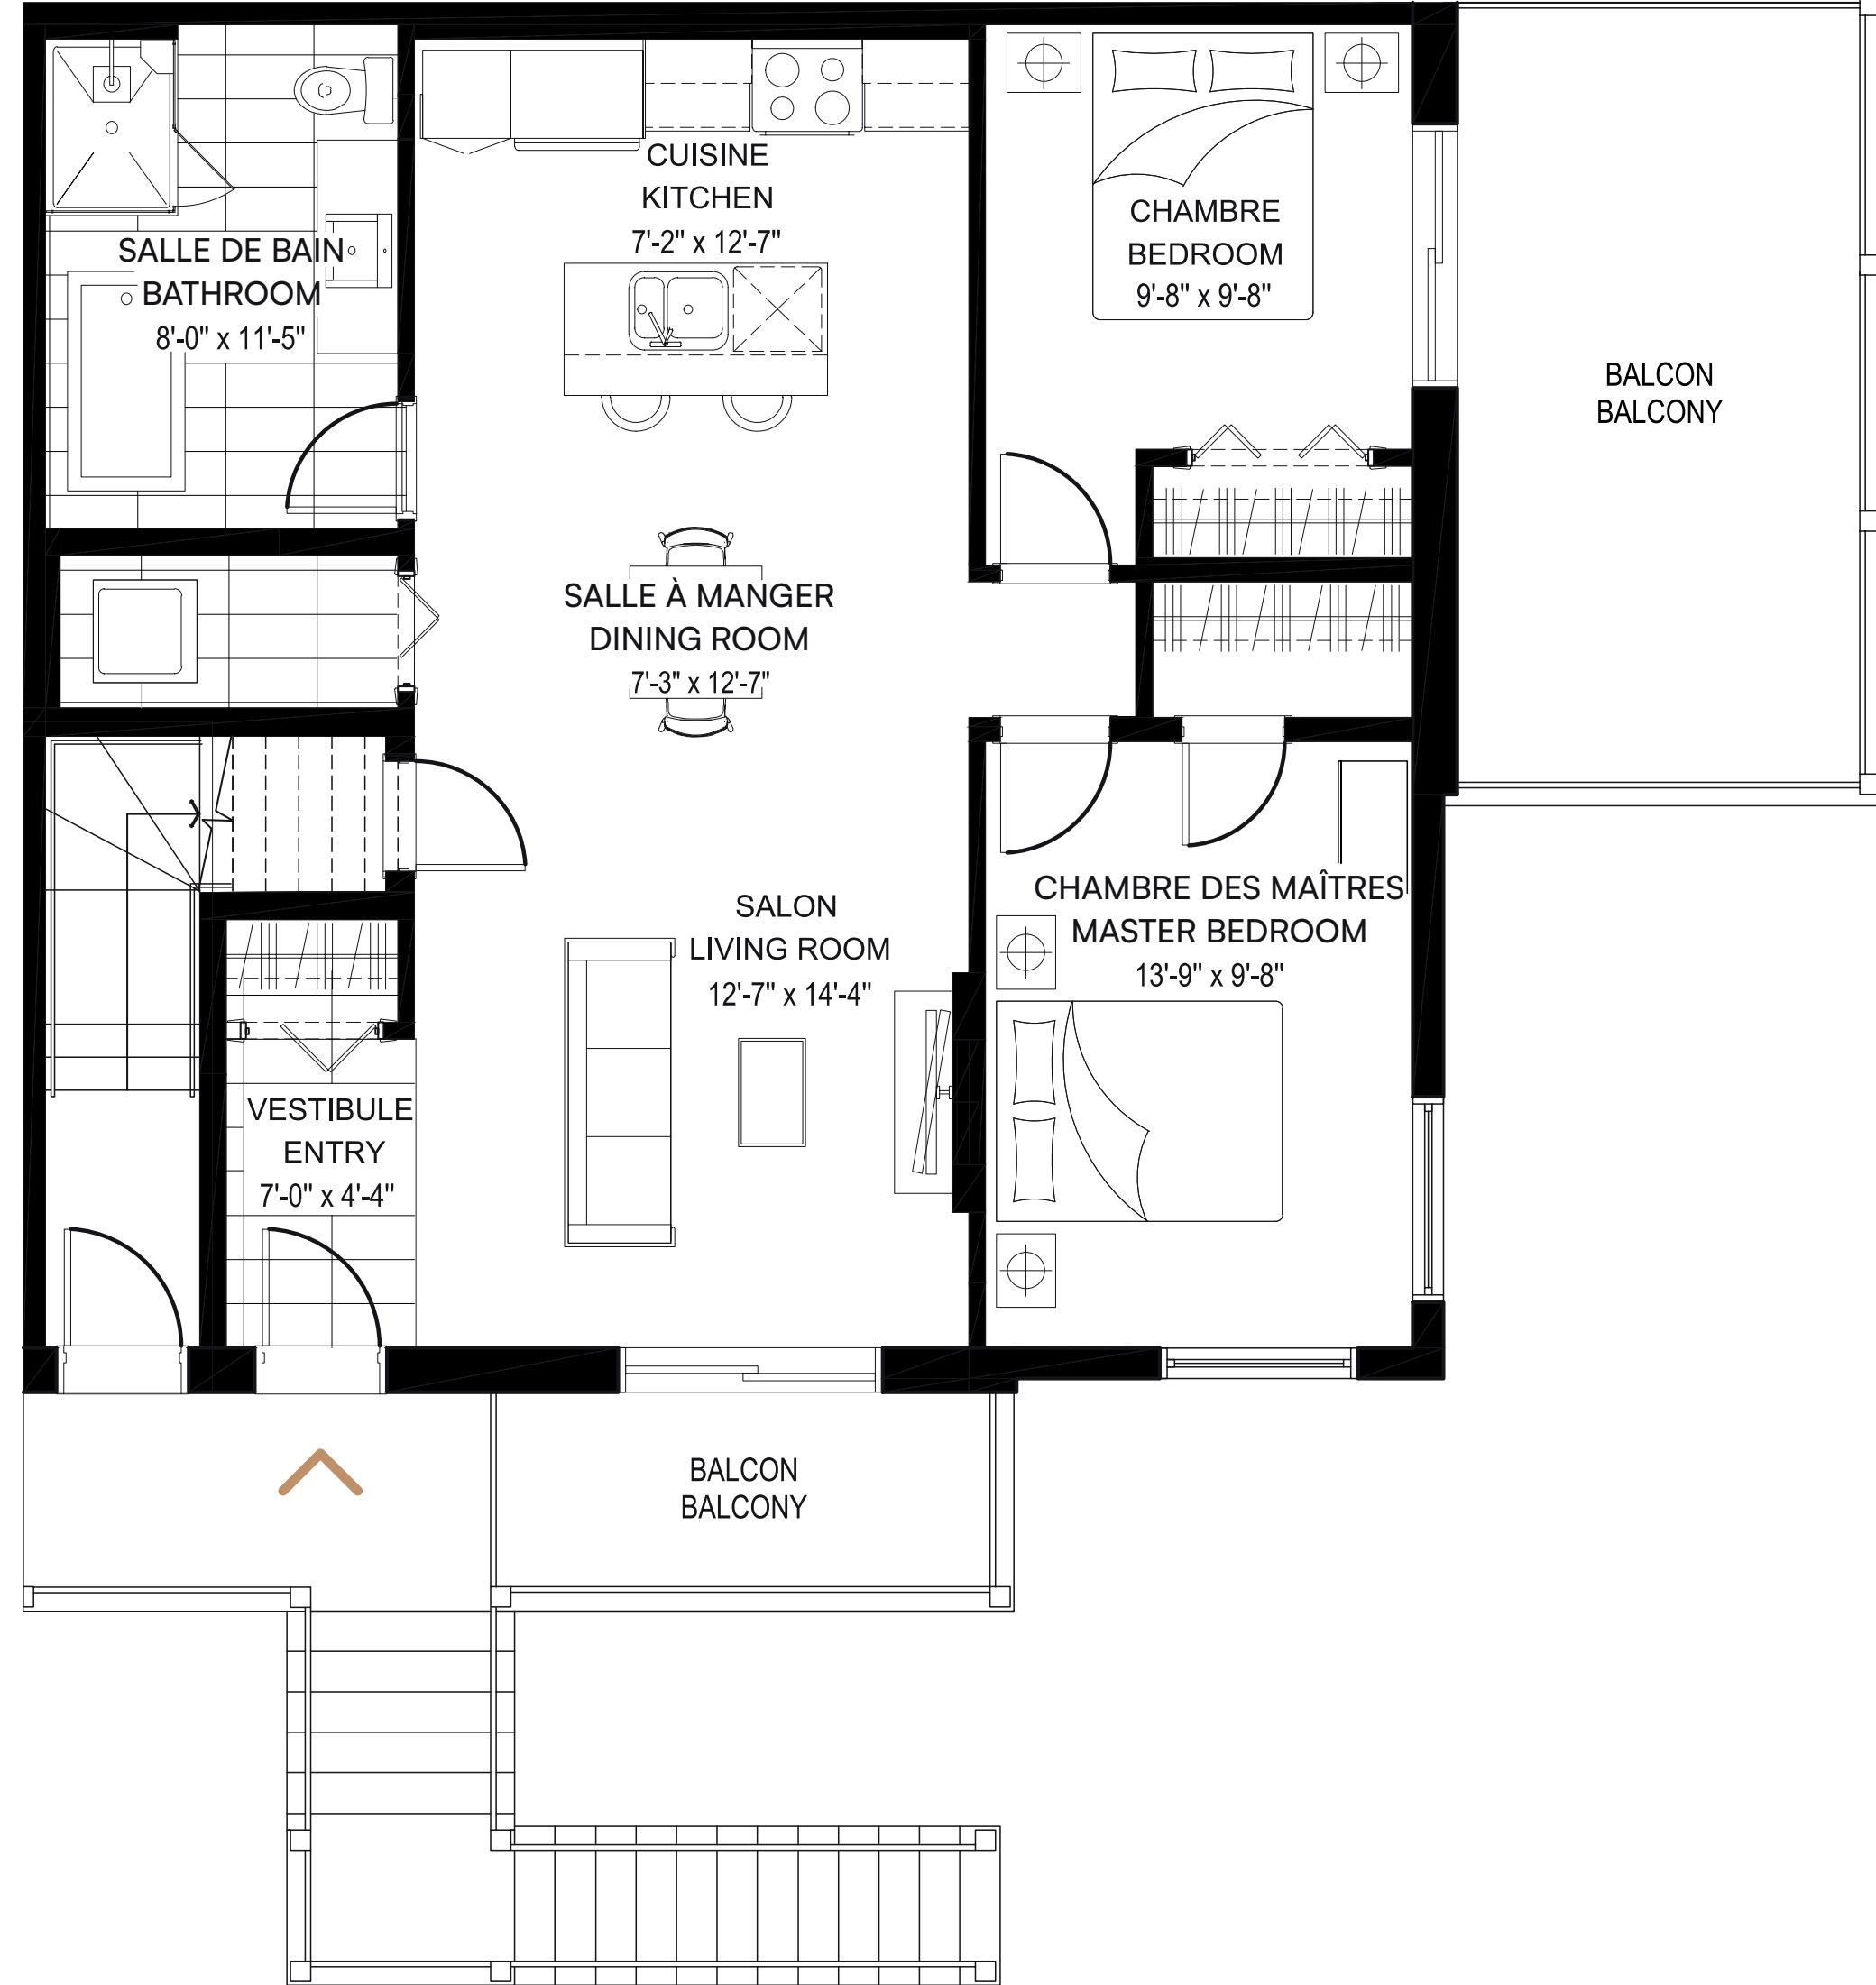 CUISINE
KITCHEN
7'-2" x 12'-7"
CHAMBRE
BEDROOM
9'-8" x 9'-8"
SALLE DE BAIN
BATHROOM
8'-0" x 11'-5"
BALCON
BALCONY
SALLE À MANGER
DINING ROOM
7'-3" x 12'-7"
CHAMBRE DES MAÎTRES
MASTER BEDROOM
13'-9" x 9'-8"
SALON
LIVING ROOM
12'-7" x 14'-4"
VESTIBULE
ENTRY
7'-0" x 4'-4"
BALCON
BALCONY